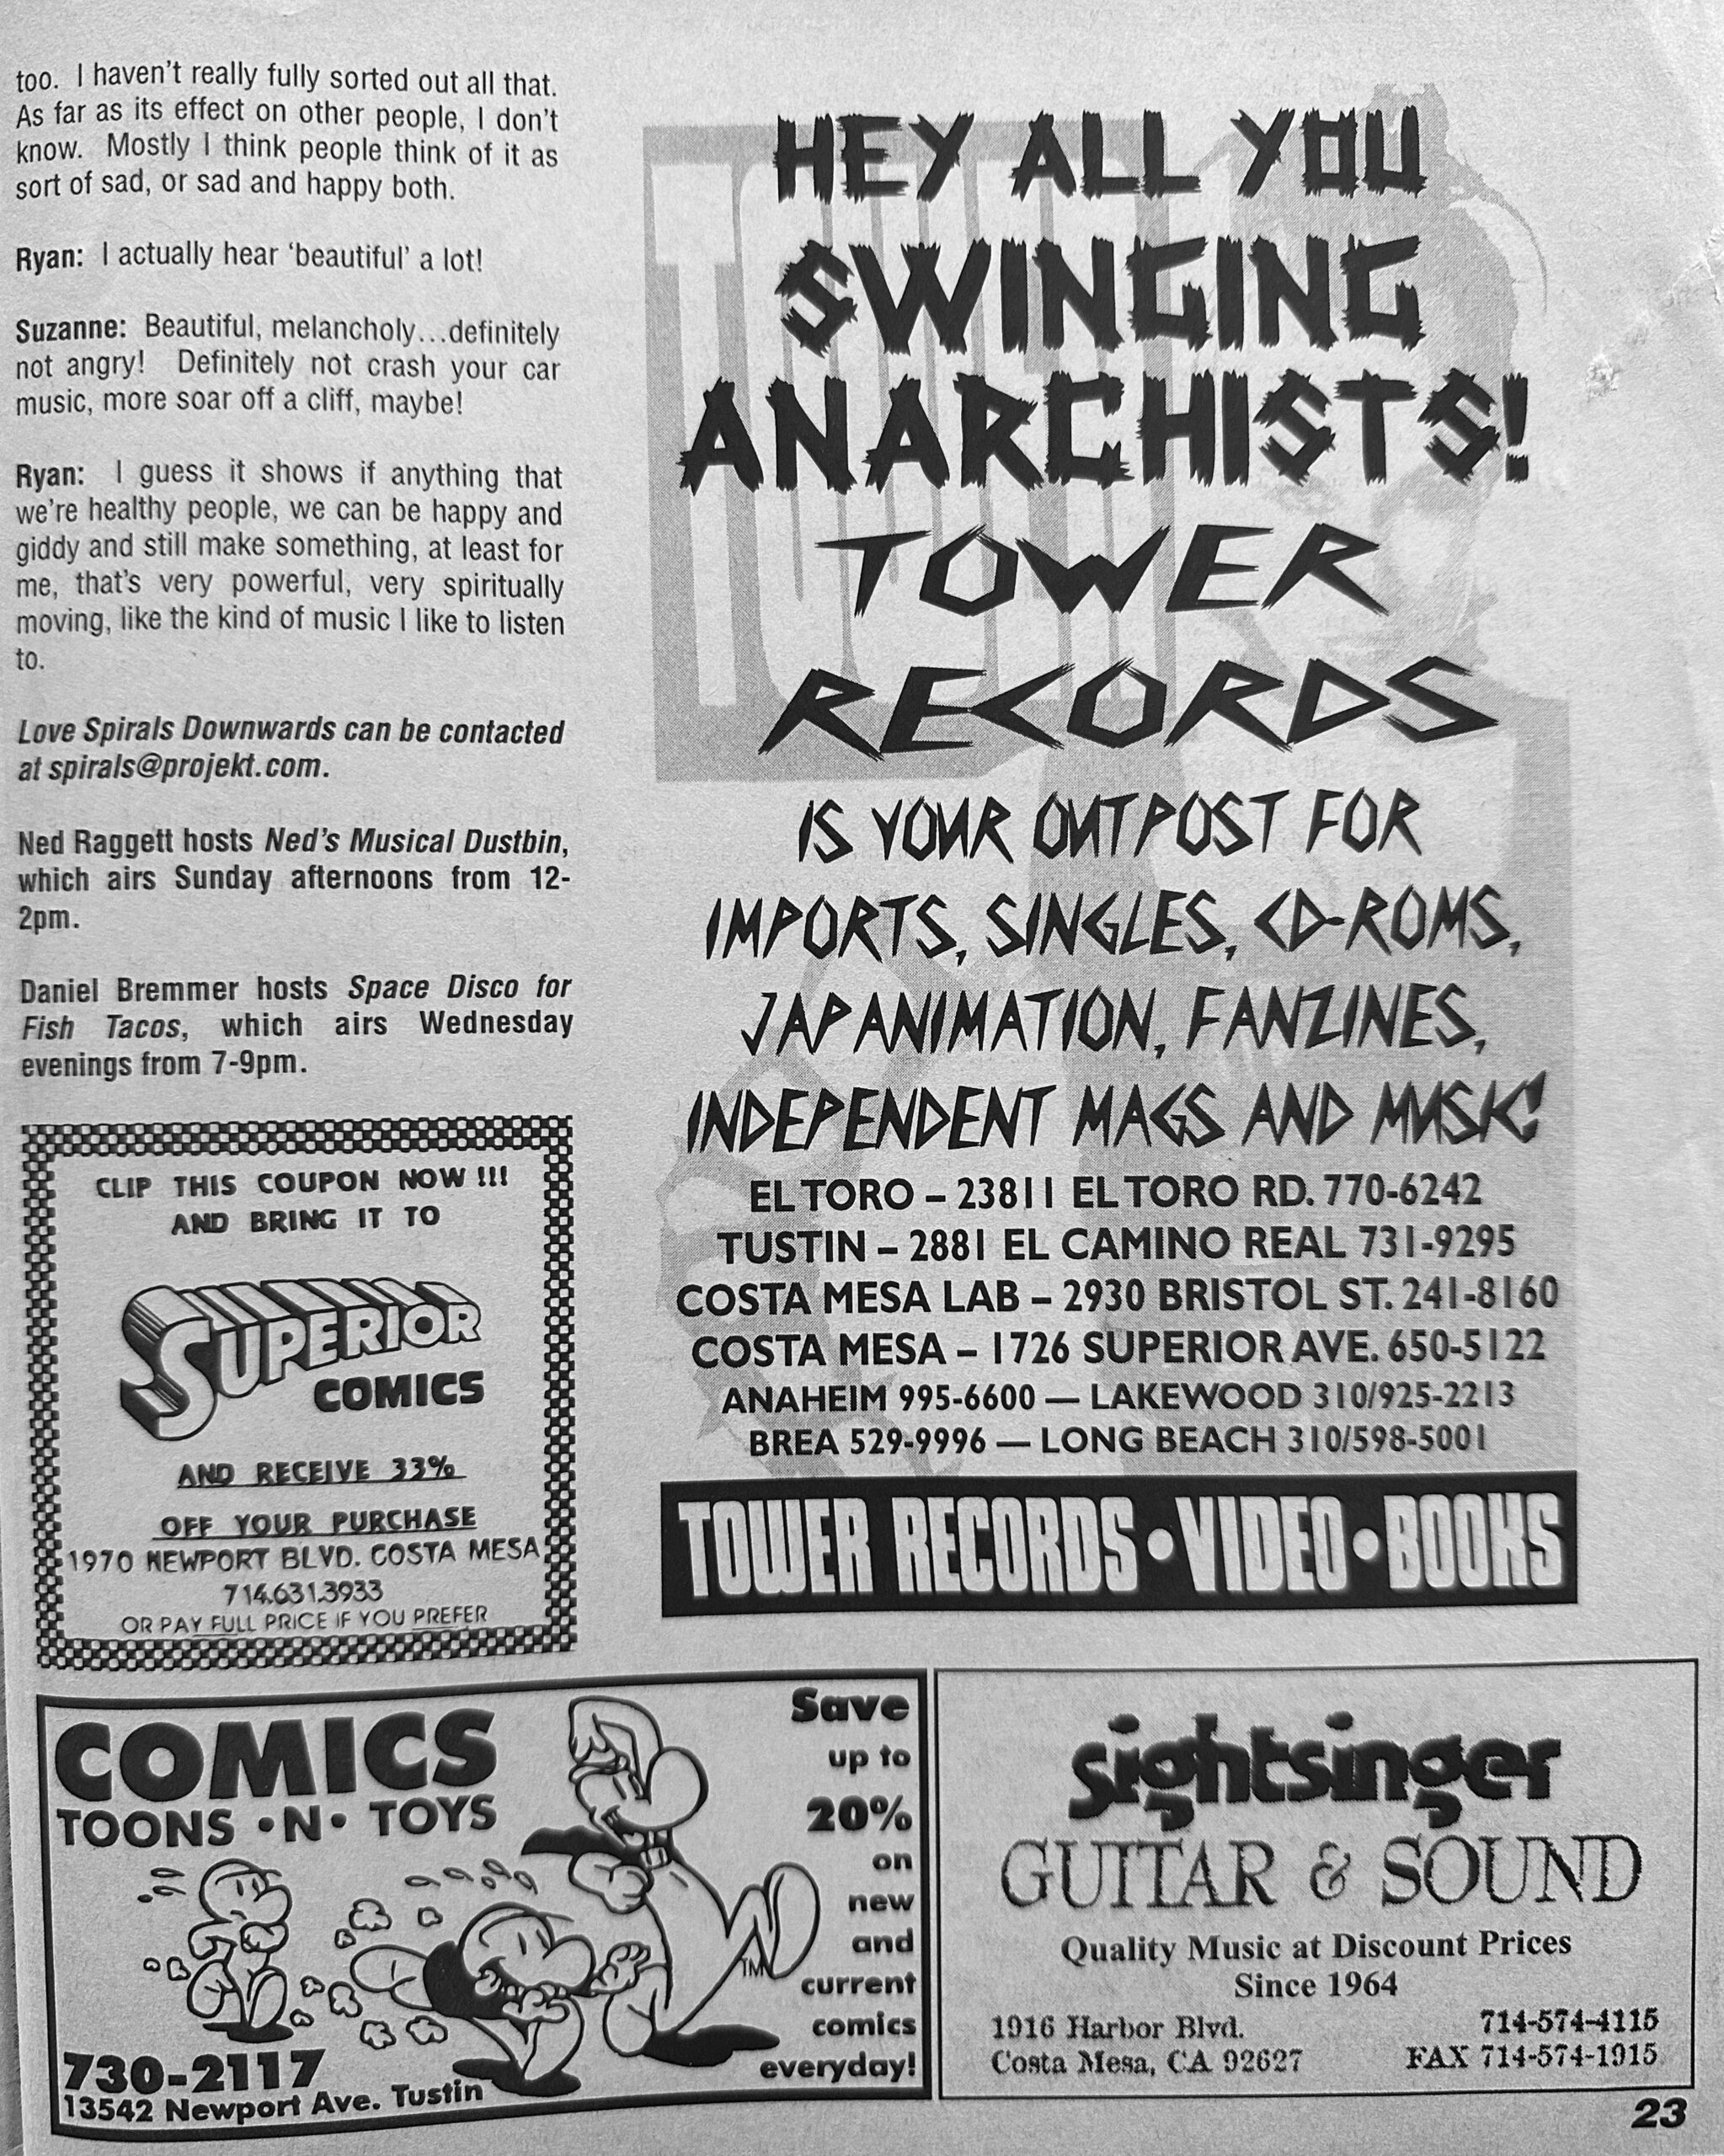 too. I haven't really fully sorted out all that.
As far as its effect on other people, I don't
know. Mostly I think people think of it as
sort of sad, or sad and happy both.
Ryan: I actually hear 'beautiful' a lot!
Suzanne: Beautiful, melancholy...definitely
not angry! Definitely not crash your car
music, more soar off a cliff, maybe!
Ryan: I guess it shows if anything that
we're healthy people, we can be happy and
giddy and still make something, at least for
me, that's very powerful, very spiritually
moving, like the kind of music I like to listen
to.
Love Spirals Downwards can be contacted
at spirals@projekt.com.
Ned Raggett hosts Ned's Musical Dustbin,
which airs Sunday afternoons from 12-
2pm.
Daniel Bremmer hosts Space Disco for
Fish Tacos, which airs Wednesday
evenings from 7-9pm.
CLIP THIS COUPON NOW!!!
AND BRING IT TO
SUPERIOR
COMICS
AND RECEIVE 33%
OFF YOUR PURCHASE
1970 NEWPORT BLVD. COSTA MESA
714.631.3933
OR PAY FULL PRICE IF YOU PREFER
HEY ALL YOU
SWINGING
ANARCHISTS!
TOWER
RECORDS
IS YOUR OUTPOST FOR
IMPORTS, SINGLES, CD-ROMS,
JAPANIMATION, FANZINES,
INDEPENDENT MAGS AND MUSIC!
EL TORO – 23811 EL TORO RD. 770-6242
TUSTIN – 2881 EL CAMINO REAL 731-9295
COSTA MESA LAB – 2930 BRISTOL ST. 241-8160
COSTA MESA – 1726 SUPERIOR AVE. 650-5122
ANAHEIM 995-6600 — LAKEWOOD 310/925-2213
BREA 529-9996 — LONG BEACH 310/598-5001
TOWER RECORDS • VIDEO • BOOKS
COMICS
TOONS •N• TOYS
Save
up to
20%
on
new
and
current
comics
everyday!
TM
730-2117
13542 Newport Ave. Tustin
sightsinger
GUITAR & SOUND
Quality Music at Discount Prices
Since 1964
1916 Harbor Blvd. 714-574-4115
Costa Mesa, CA 92627 FAX 714-574-1915
23